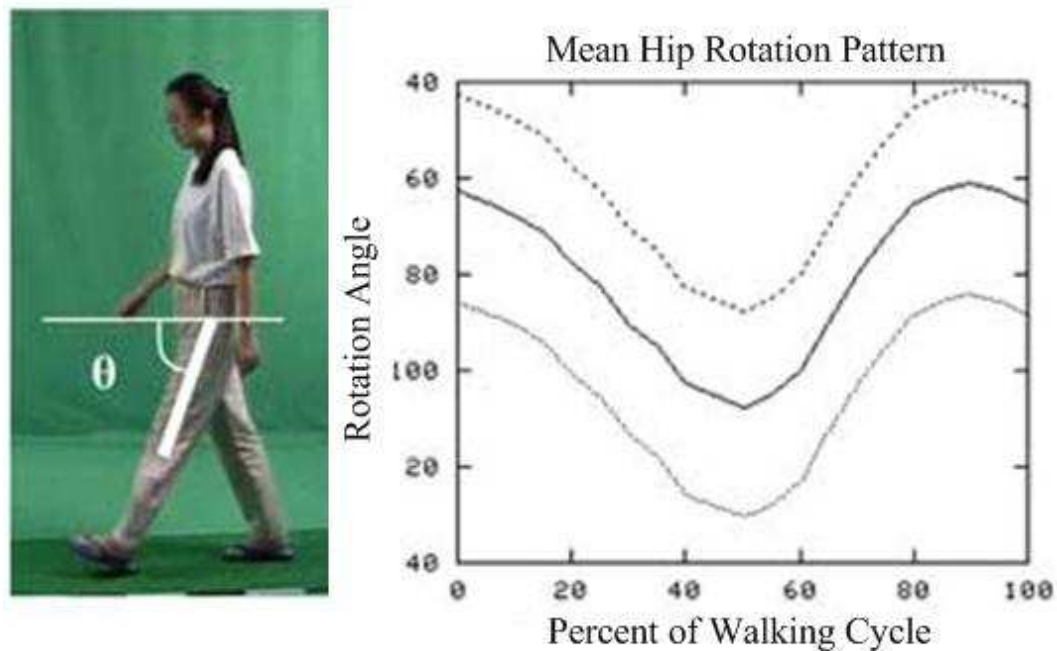 θ
Mean Hip Rotation Pattern
Rotation Angle
40
60
80
100
20
40
0 20 40 60 80 100
Percent of Walking Cycle